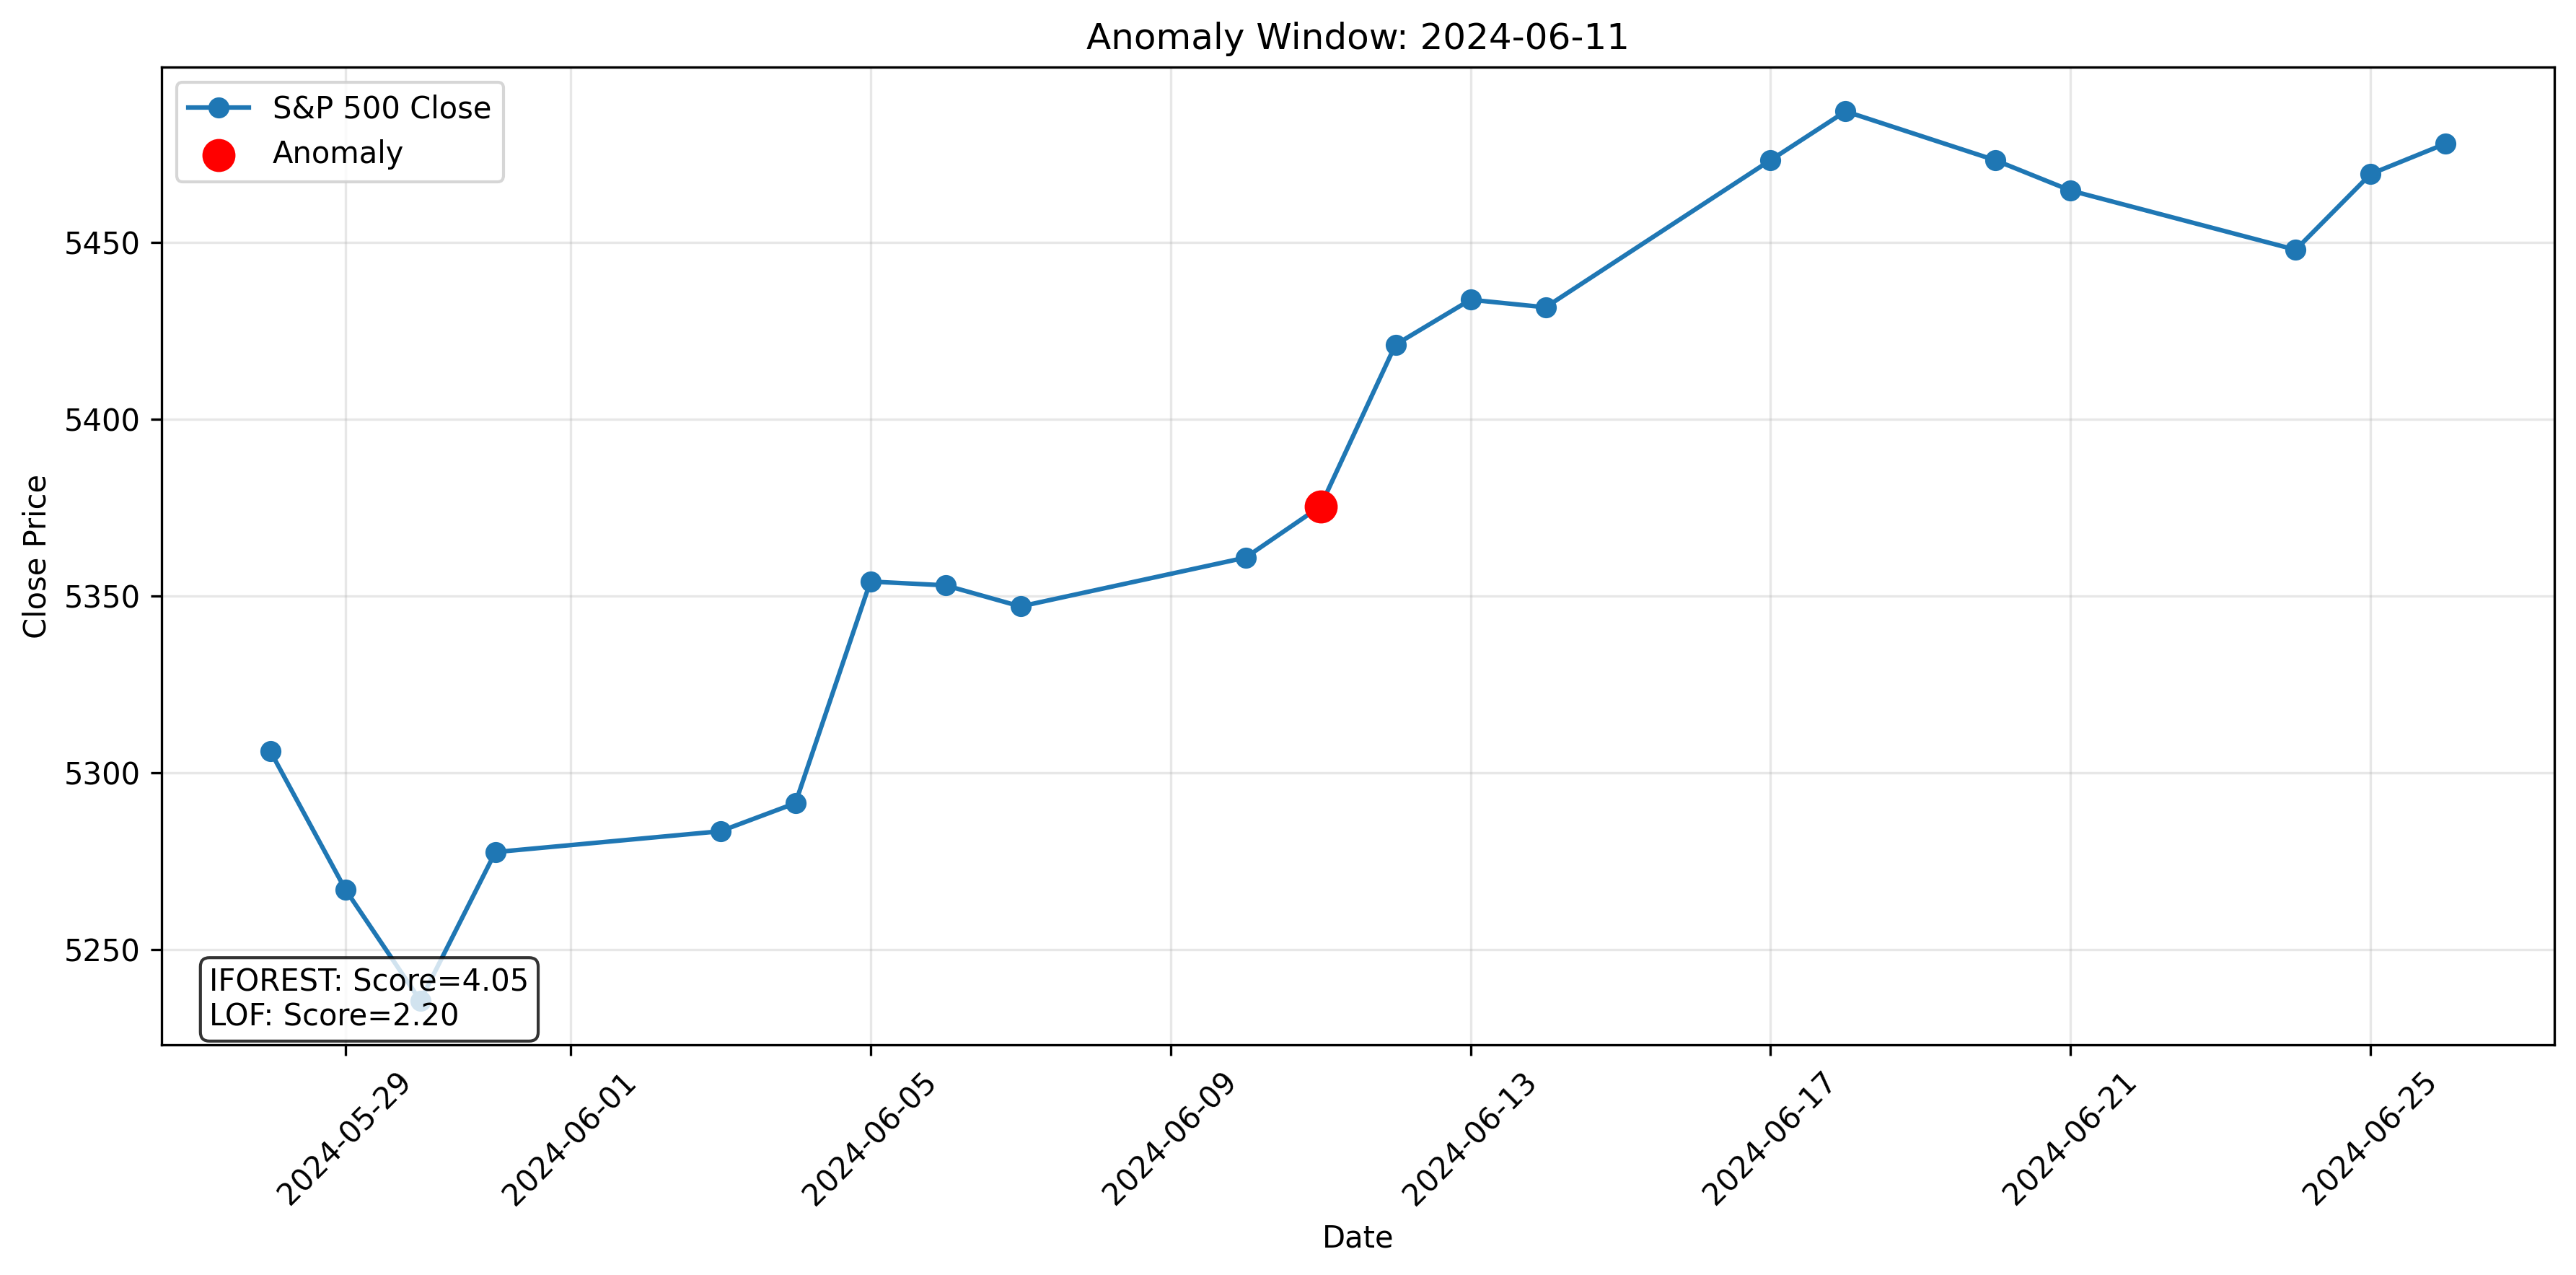 Anomaly Window: 2024-06-11
S&P 500 Close
Anomaly
Close Price
5450
5400
5350
5300
5250
IFOREST: Score=4.05
LOF: Score=2.20
2024-05-29
2024-06-01
2024-06-05
2024-06-09
2024-06-13
2024-06-17
2024-06-21
2024-06-25
Date